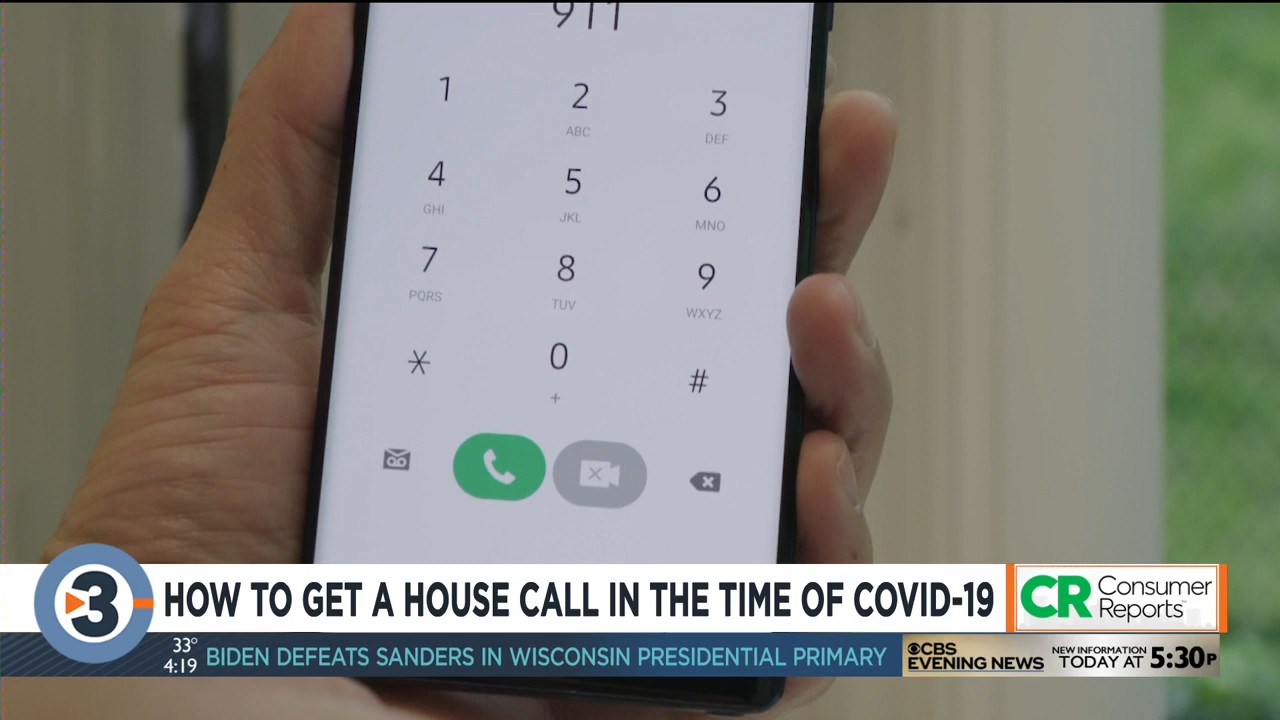 911
1
2
3
ABC
DEF
4
5
6
GHI
JKL
MNO
7
8
9
PQRS
TUV
WXYZ
*
0
#
+
3
HOW TO GET A HOUSE CALL IN THE TIME OF COVID-19
CR Consumer
Reports™
33°
4:19
BIDEN DEFEATS SANDERS IN WISCONSIN PRESIDENTIAL PRIMARY
CBS
EVENING NEWS
NEW INFORMATION
TODAY AT 5:30P